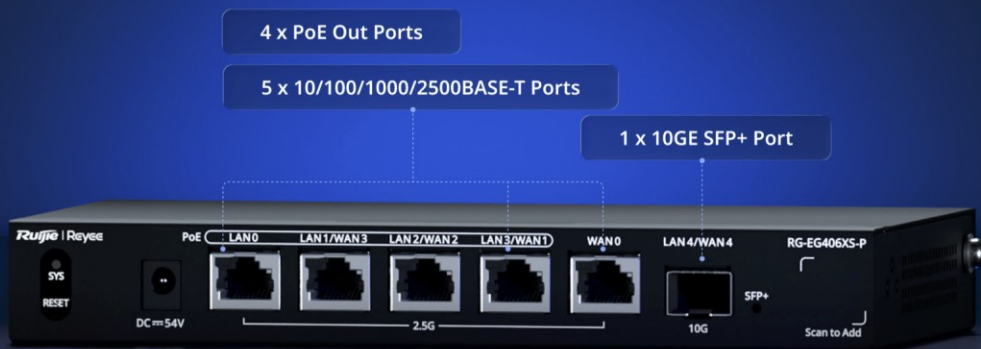 4 x PoE Out Ports
5 x 10/100/1000/2500BASE-T Ports
1 x 10GE SFP+ Port
Ruijie | Reyee
PoE LAN0 LAN1/WAN3 LAN2/WAN2 LAN3/WAN1 WAN0 LAN4/WAN4 RG-EG406XS-P
SYS
RESET
SFP+
DC⎓54V 2.5G 10G Scan to Add